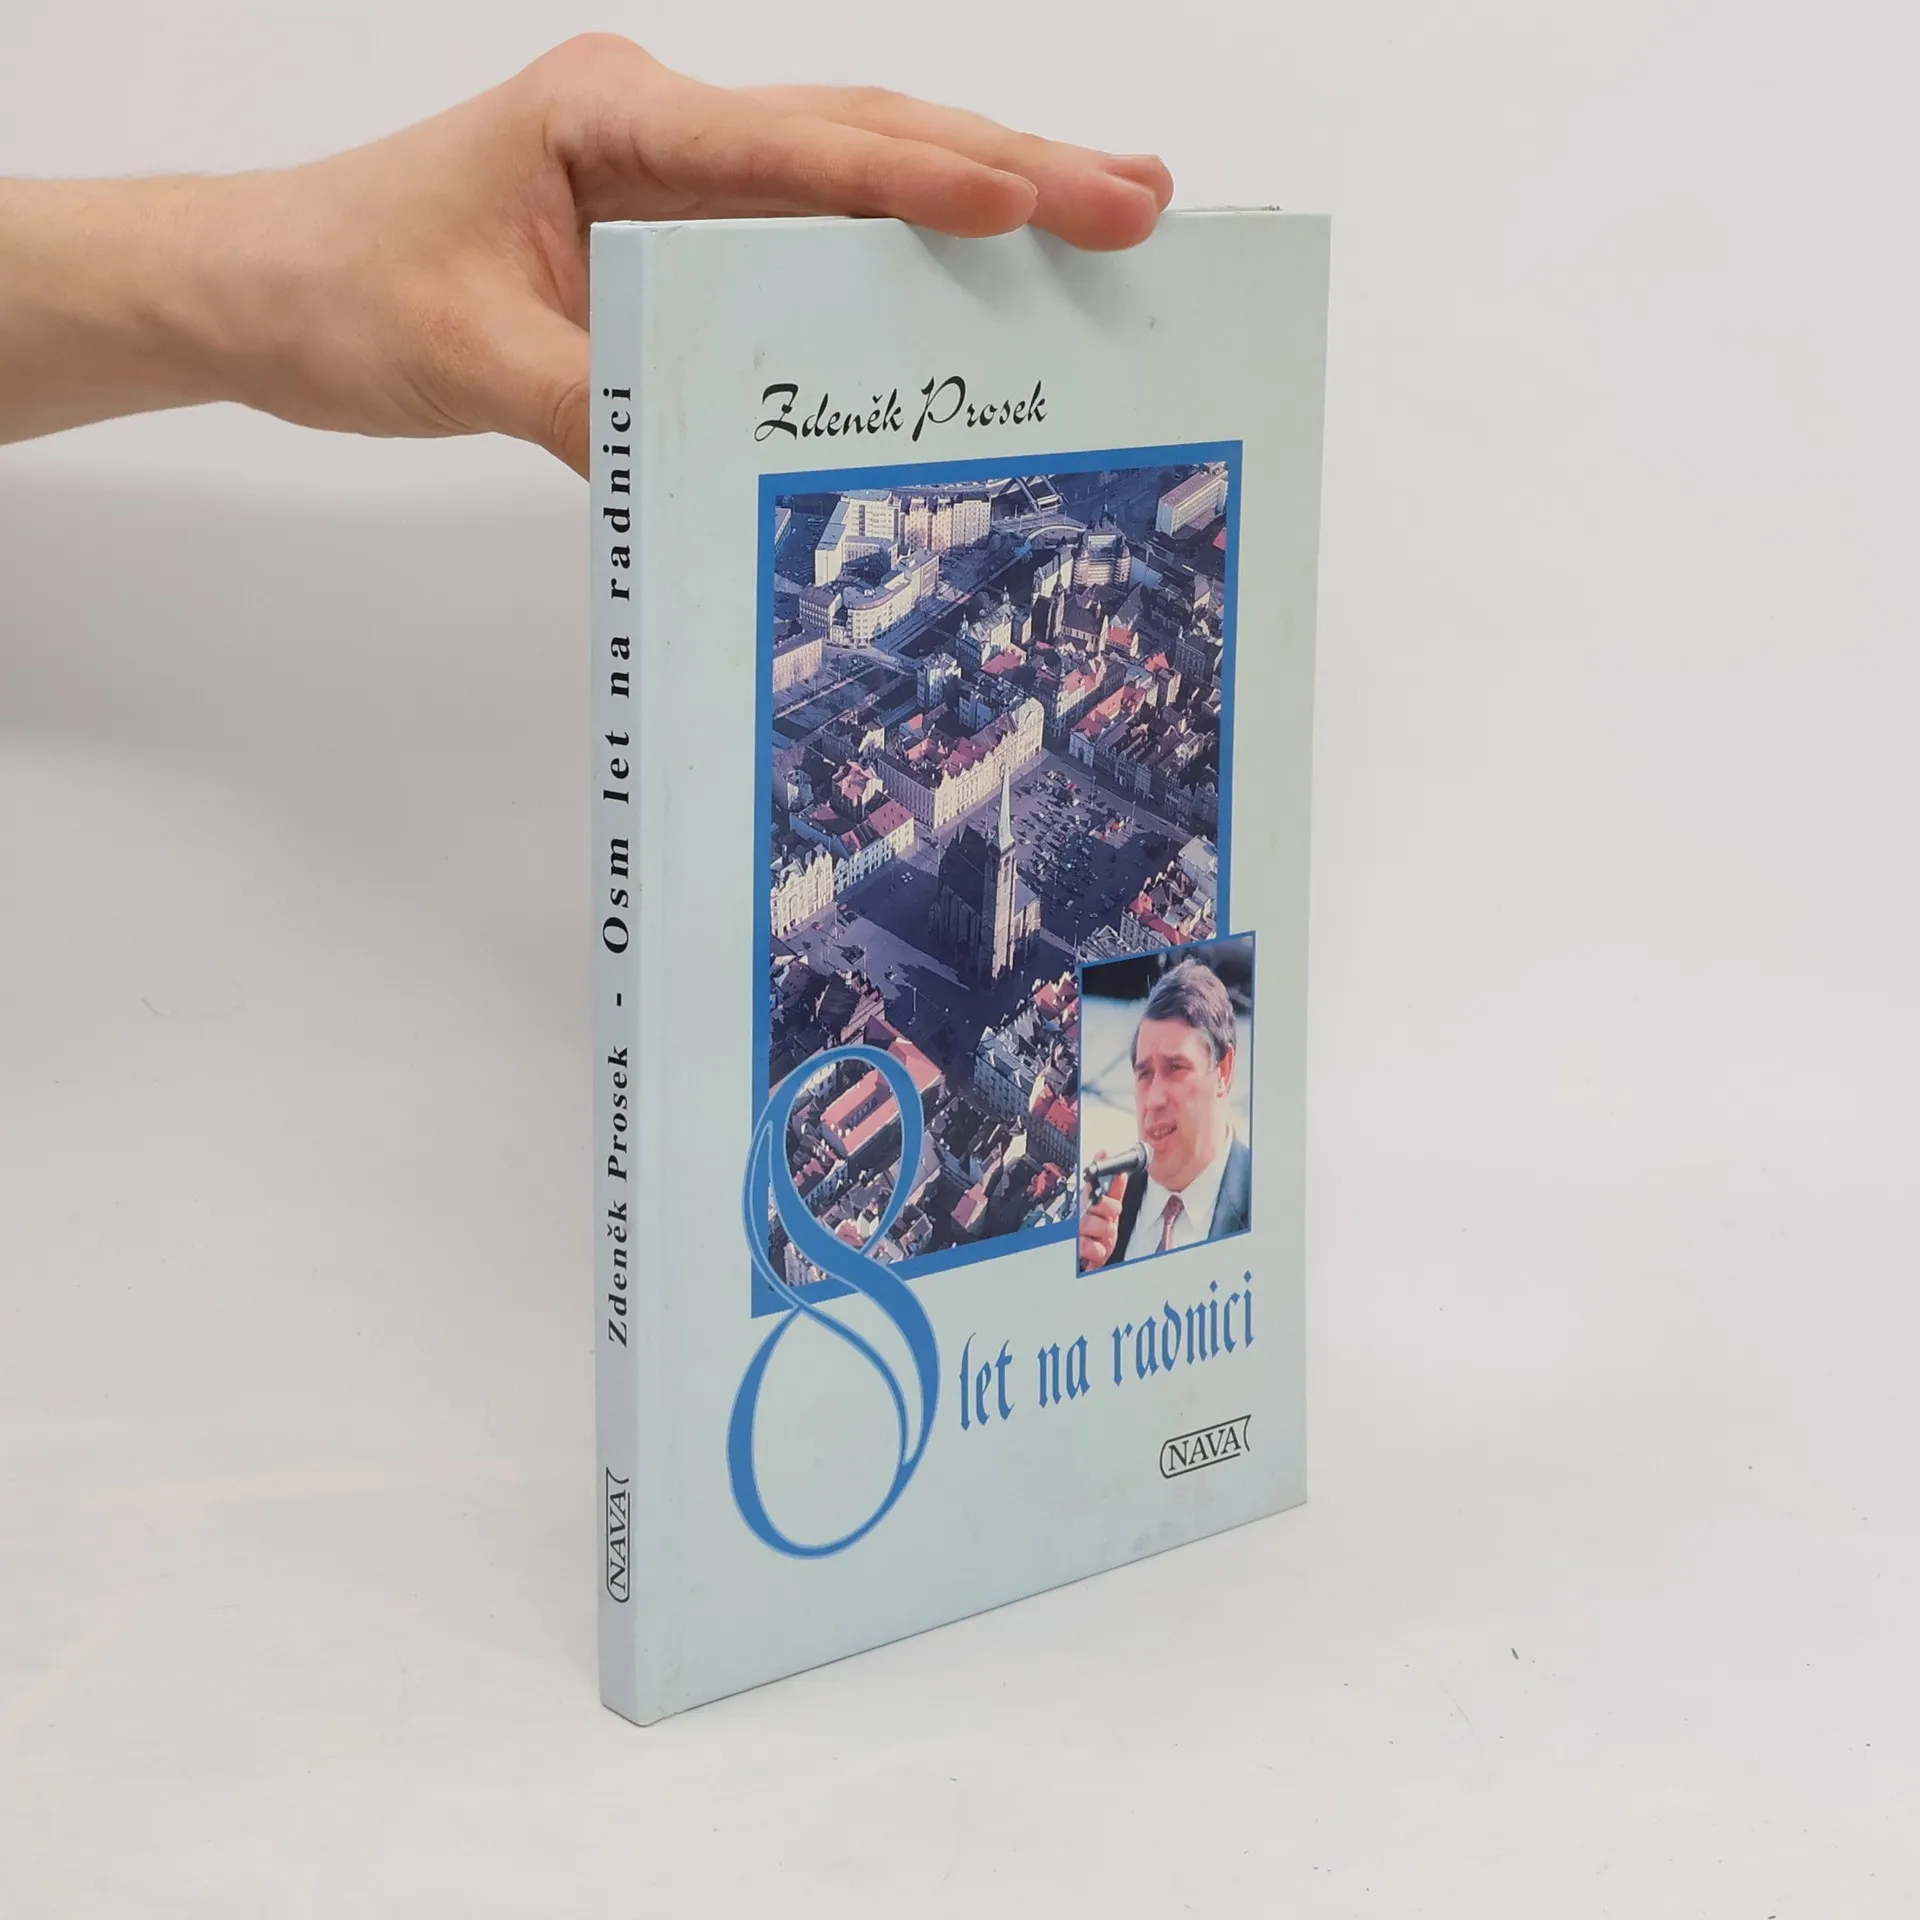 Zdeněk Prosek
8 let na radnici
NAVA
Zdeněk Prosek - Osm let na radnici
NAVA